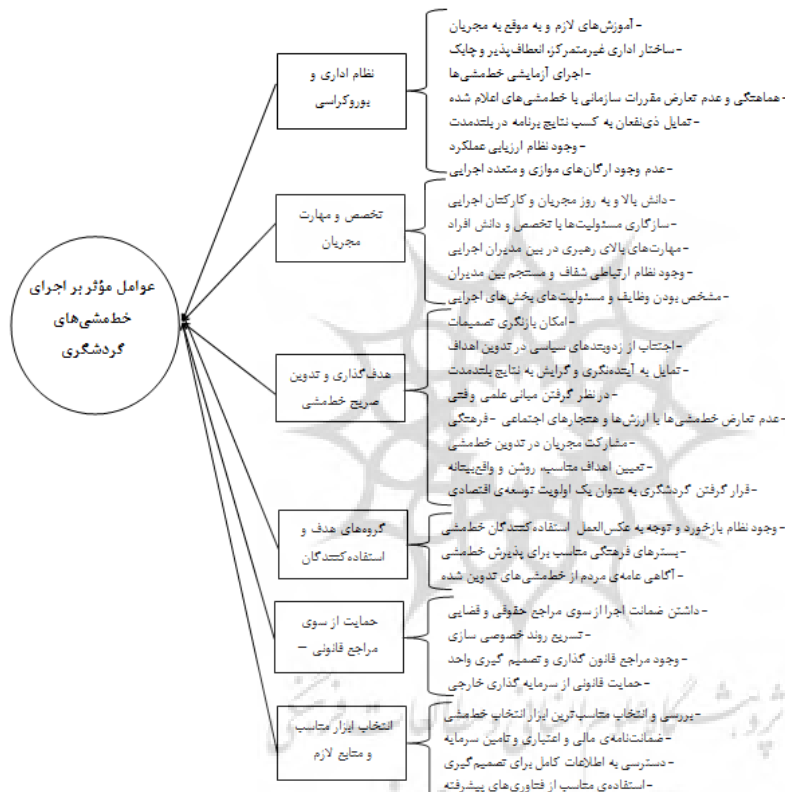 عوامل مؤثر بر اجرای
خط‌مشی‌های
گردشگری
نظام اداری و
بوروکراسی
- آموزش‌های لازم و به موقع به مجریان
- ساختار اداری غیرمتمرکز، انعطاف‌پذیر و چابک
- اجرای آزمایشی خط‌مشی‌ها
- هماهنگی و عدم تعارض مقررات سازمانی با خط‌مشی‌های اعلام شده
- تمایل ذی‌نفعان به کسب نتایج برنامه در بلندمدت
- وجود نظام ارزیابی عملکرد
- عدم وجود ارگان‌های موازی و متعدد اجرایی
تخصص و مهارت
مجریان
- دانش بالا و به روز مجریان و کارکنان اجرایی
- سازگاری مسئولیت‌ها با تخصص و دانش افراد
- مهارت‌های بالای رهبری در بین مدیران اجرایی
- وجود نظام ارتباطی شفاف و منسجم بین مدیران
- مشخص بودن وظایف و مسئولیت‌های بخش‌های اجرایی
هدف‌گذاری و تدوین
صریح خط‌مشی
- امکان بازنگری تصمیمات
- اجتناب از زدوبندهای سیاسی در تدوین اهداف
- تمایل به آینده‌نگری و گرایش به نتایج بلندمدت
- در نظر گرفتن مبانی علمی و فنی
- عدم تعارض خط‌مشی‌ها با ارزش‌ها و هنجارهای اجتماعی - فرهنگی
- مشارکت مجریان در تدوین خط‌مشی
- تعیین اهداف مناسب، روشن و واقع‌بینانه
- قرار گرفتن گردشگری به عنوان یک اولویت توسعه‌ی اقتصادی
گروه‌های هدف و
استفاده‌کنندگان
- وجود نظام بازخورد و توجه به عکس‌العمل استفاده‌کنندگان خط‌مشی
- بسترهای فرهنگی مناسب برای پذیرش خط‌مشی
- آگاهی عامه‌ی مردم از خط‌مشی‌های تدوین شده
حمایت از سوی
مراجع قانونی –
- داشتن ضمانت اجرا از سوی مراجع حقوقی و قضایی
- تسریع روند خصوصی سازی
- وجود مراجع قانون گذاری و تصمیم گیری واحد
- حمایت قانونی از سرمایه گذاری خارجی
انتخاب ابزار مناسب
و منابع لازم
- بررسی و انتخاب مناسب‌ترین ابزار انتخاب خط‌مشی
- ضمانت‌نامه‌ی مالی و اعتباری و تامین سرمایه
- دسترسی به اطلاعات کامل برای تصمیم‌گیری
- استفاده‌ی مناسب از فناوری‌های پیشرفته
پژوهشگاه علوم انسانی و مطالعات فرهنگی